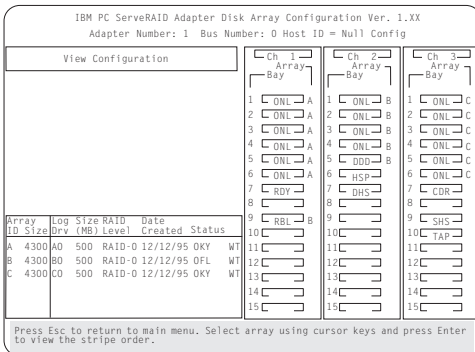 IBM PC ServeRAID Adapter Disk Array Configuration Ver. 1.XX
Adapter Number: 1 Bus Number: 0 Host ID = Null Config
View Configuration
Ch 1 Ch 2 Ch 3
Array Array Array
Bay Bay Bay
1 ONL A 1 ONL B 1 ONL C
2 ONL A 2 ONL B 2 ONL C
3 ONL A 3 ONL B 3 ONL C
4 ONL A 4 ONL B 4 ONL C
5 ONL A 5 DDD B 5 ONL C
6 ONL A 6 HSP 6 ONL C
7 RDY 7 DHS 7 CDR
8 8 8
9 RBL B 9 9 SHS
10 10 10 TAP
11 11 11
12 12 12
13 13 13
14 14 14
15 15 15
Array Log Size RAID Date
ID Size Drv (MB) Level Created Status
A 4300 A0 500 RAID-0 12/12/95 OKY WT
B 4300 B0 500 RAID-0 12/12/95 OFL WT
C 4300 C0 500 RAID-0 12/12/95 OKY WT
Press Esc to return to main menu. Select array using cursor keys and press Enter
to view the stripe order.